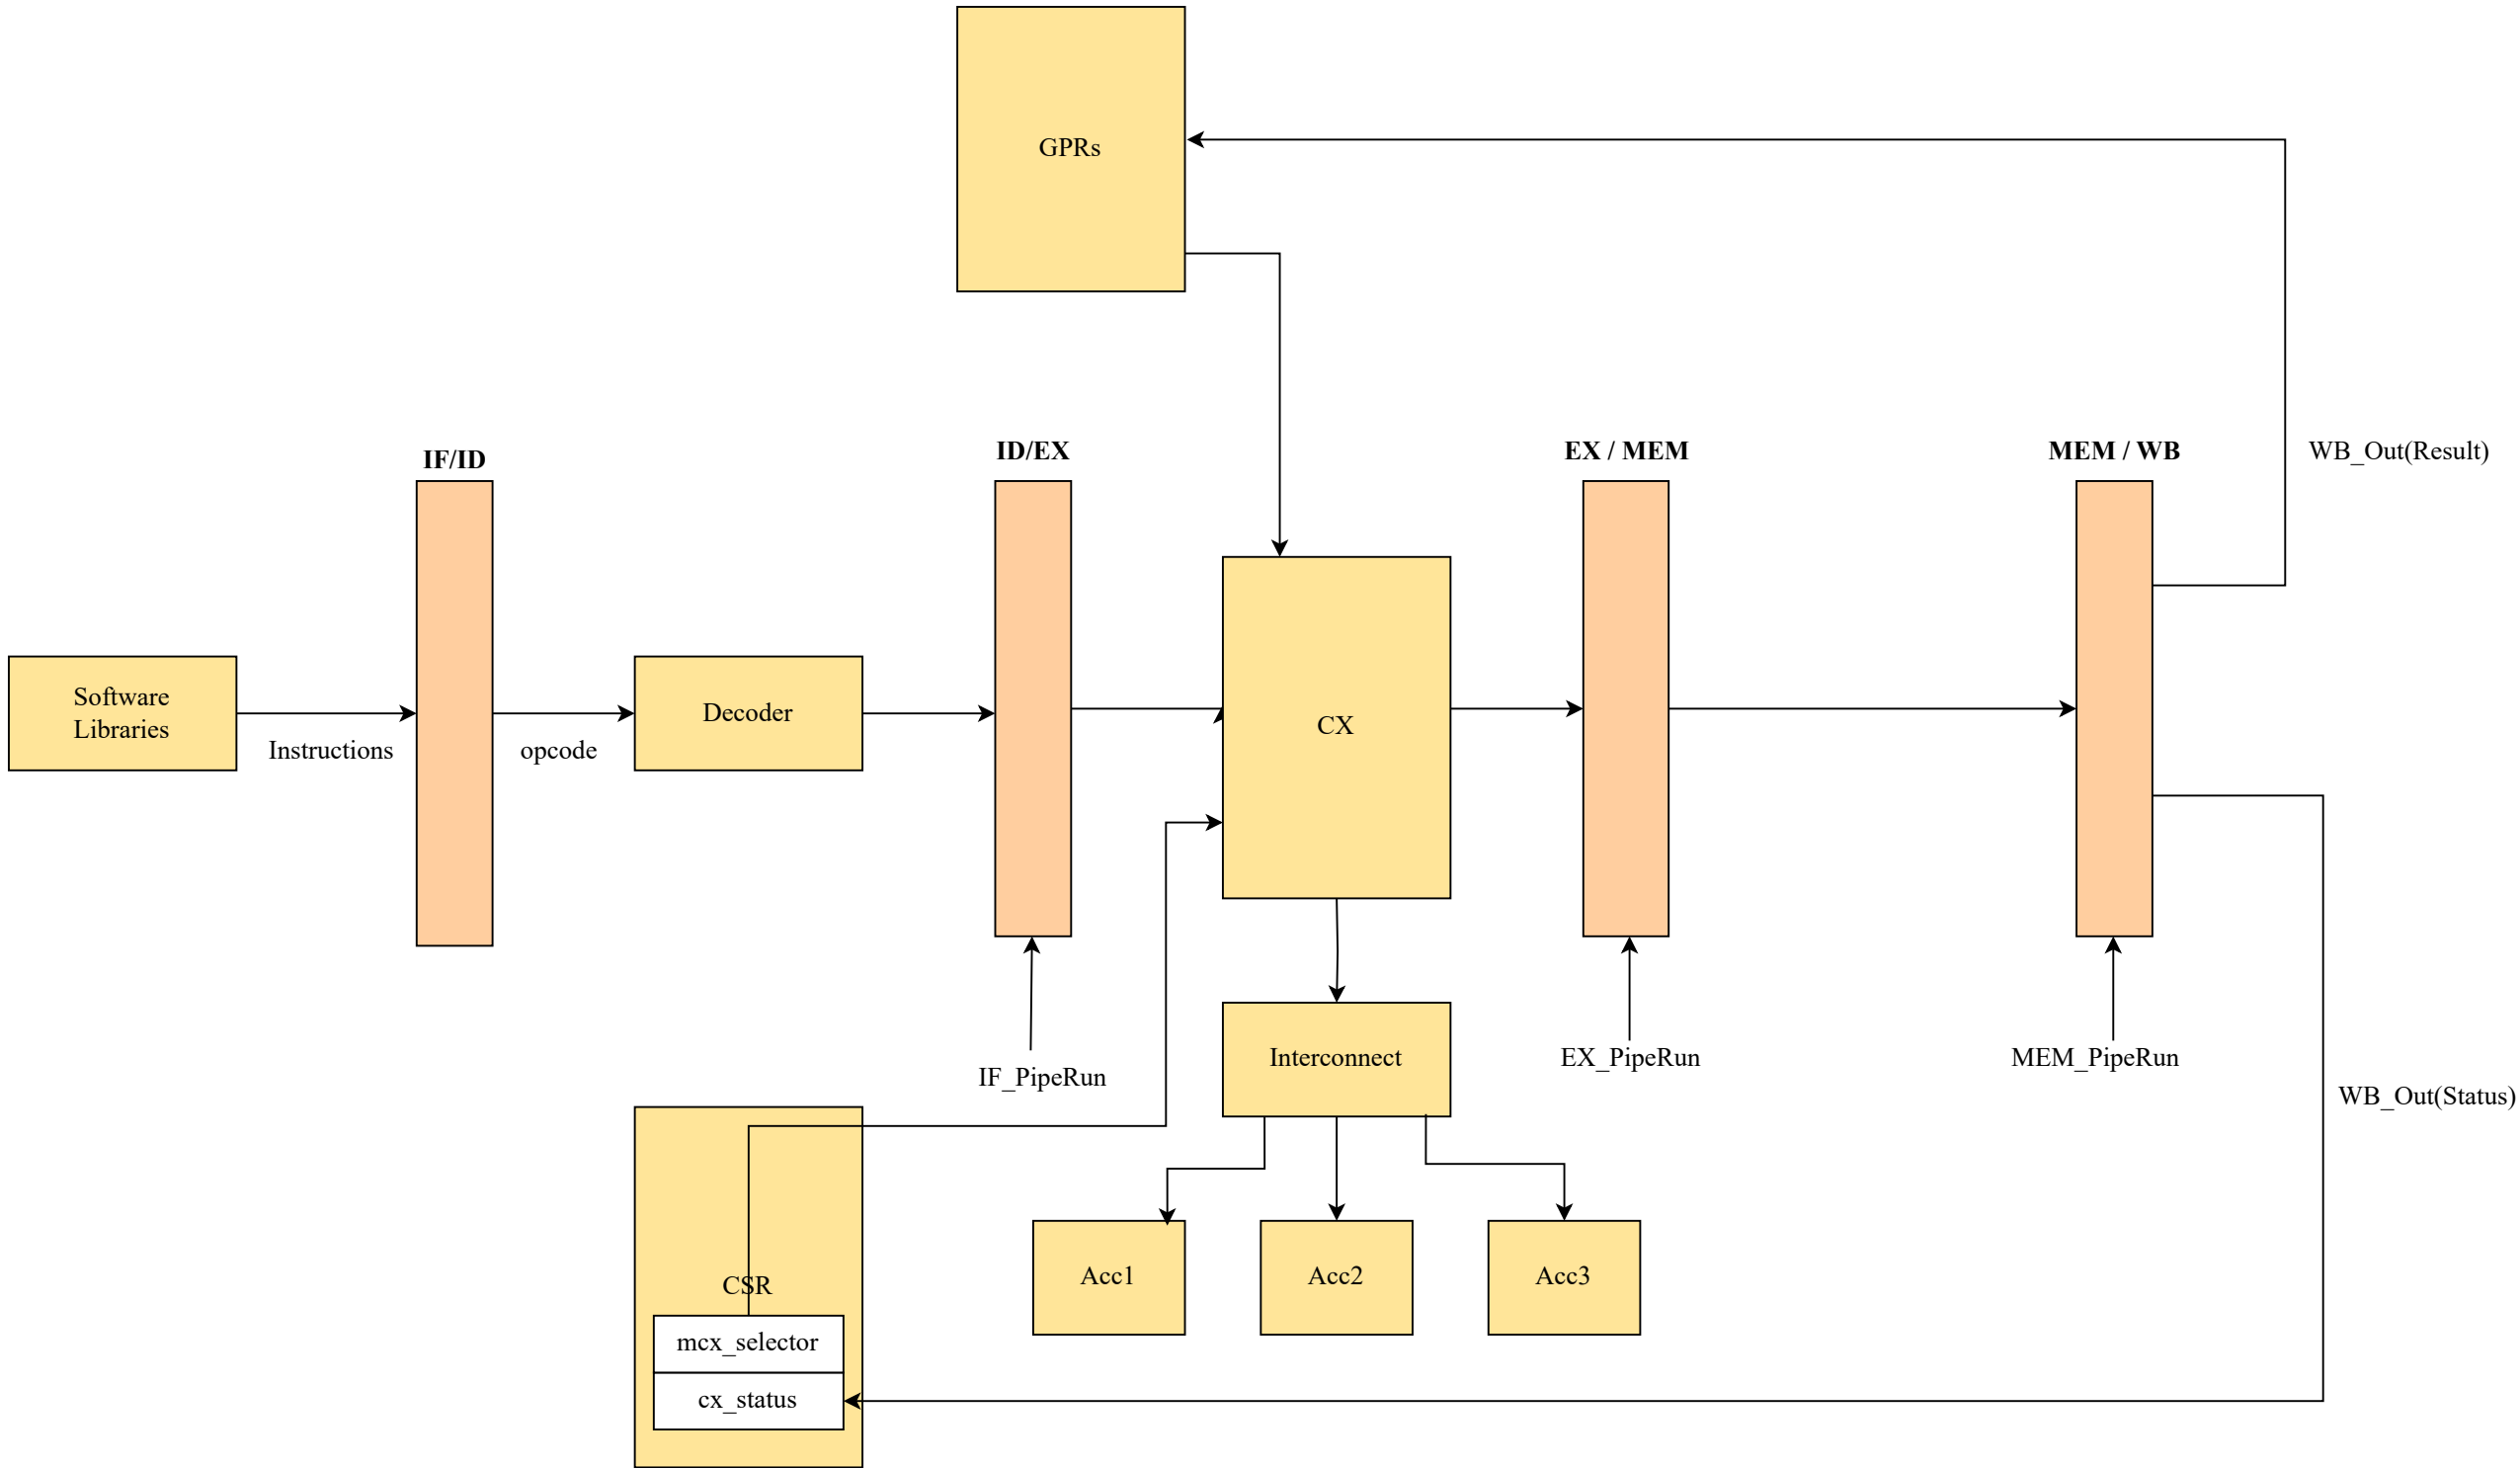 GPRs
IF/ID
ID/EX
EX / MEM
MEM / WB
WB_Out(Result)
Software
Libraries
Instructions
opcode
Decoder
CX
Interconnect
IF_PipeRun
EX_PipeRun
MEM_PipeRun
WB_Out(Status)
Acc1
Acc2
Acc3
CSR
mcx_selector
cx_status